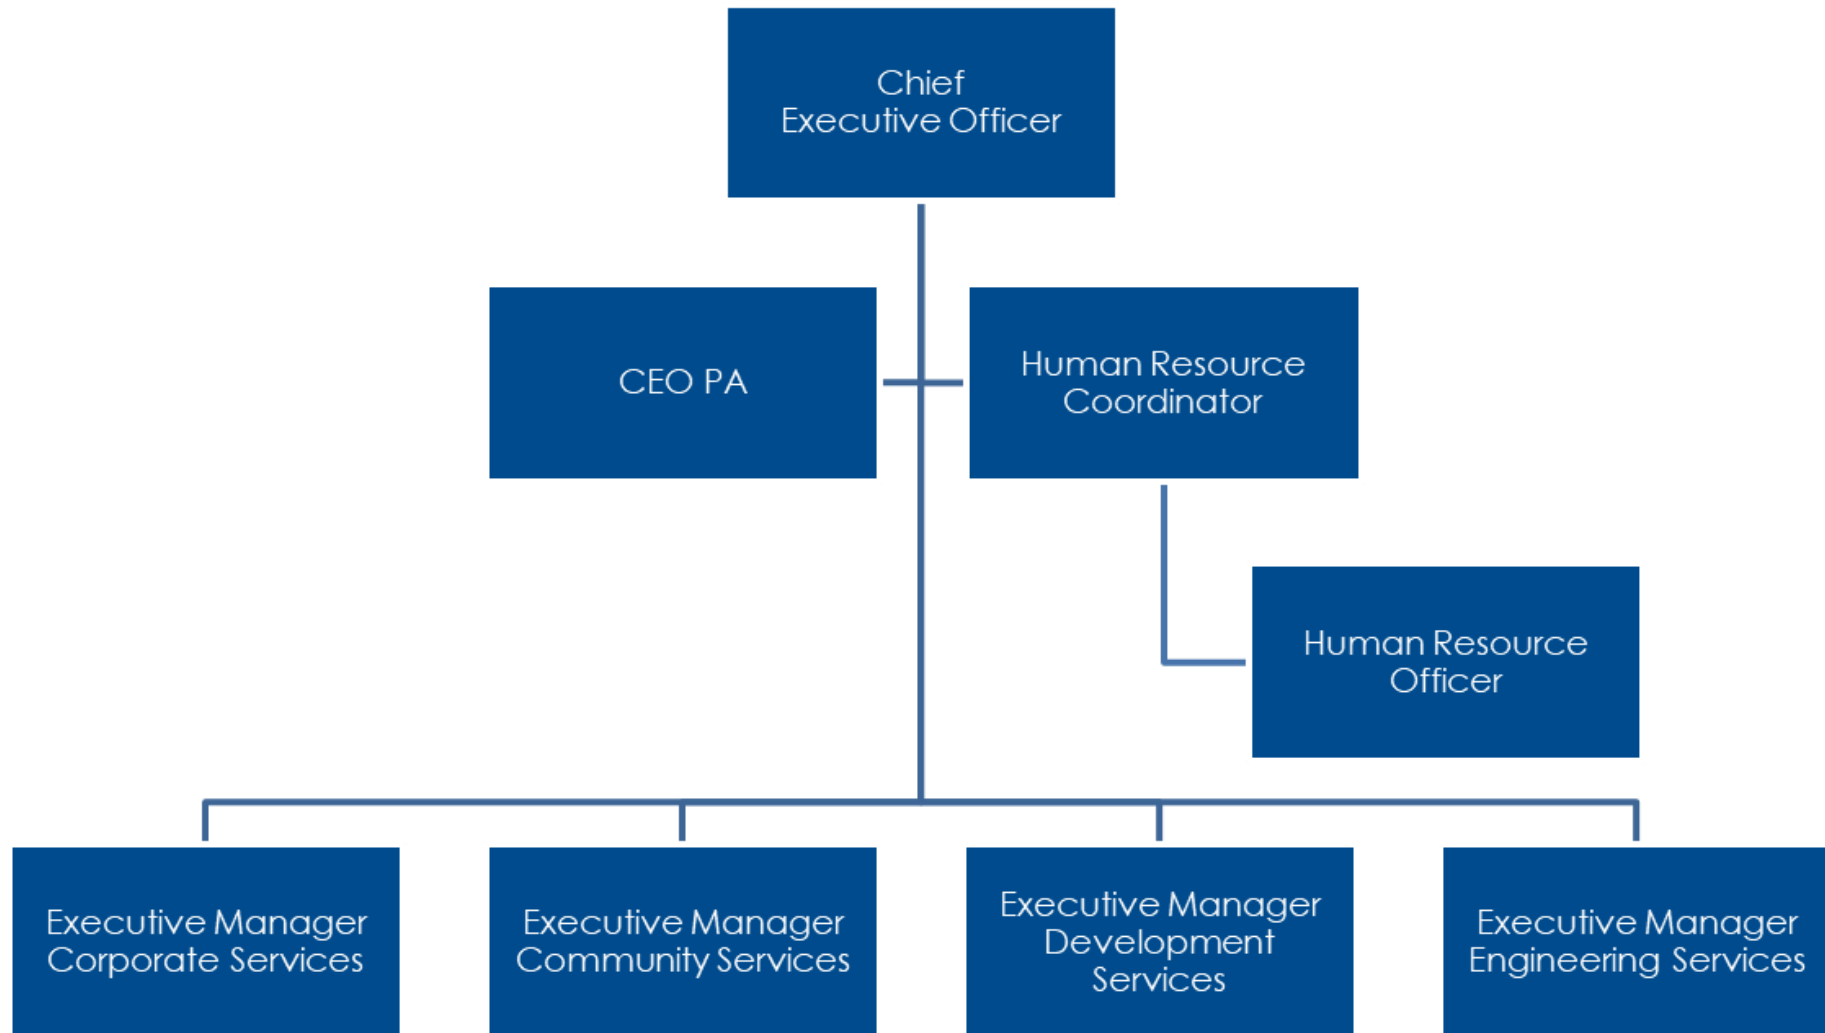 Chief
Executive Officer
CEO PA
Human Resource
Coordinator
Human Resource
Officer
Executive Manager
Corporate Services
Executive Manager
Community Services
Executive Manager
Development
Services
Executive Manager
Engineering Services